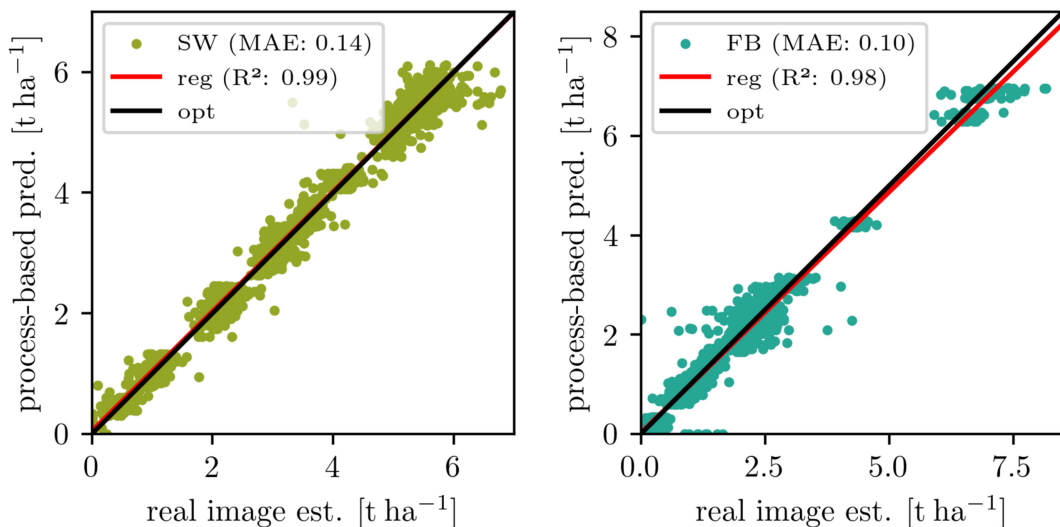 SW (MAE: 0.14)
reg (R²: 0.99)
opt
process-based pred. [t ha⁻¹]
6
4
2
0
0
2
4
6
real image est. [t ha⁻¹]
FB (MAE: 0.10)
reg (R²: 0.98)
opt
process-based pred. [t ha⁻¹]
8
6
4
2
0
0.0
2.5
5.0
7.5
real image est. [t ha⁻¹]